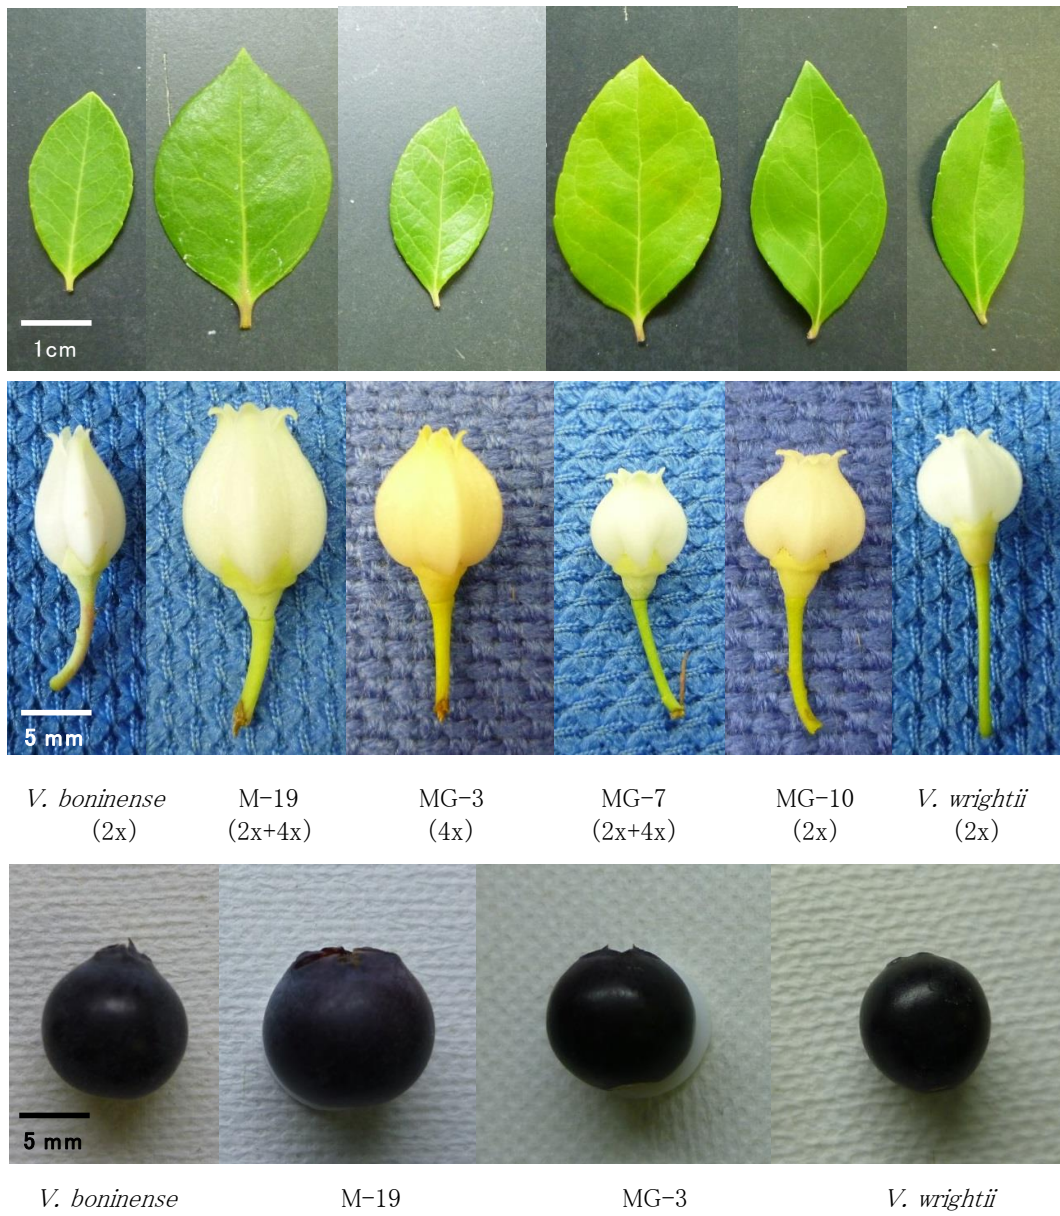 1cm
5 mm
V. boninense M-19 MG-3 MG-7 MG-10 V. wrightii
(2x) (2x+4x) (4x) (2x+4x) (2x) (2x)
5 mm
V. boninense M-19 MG-3 V. wrightii